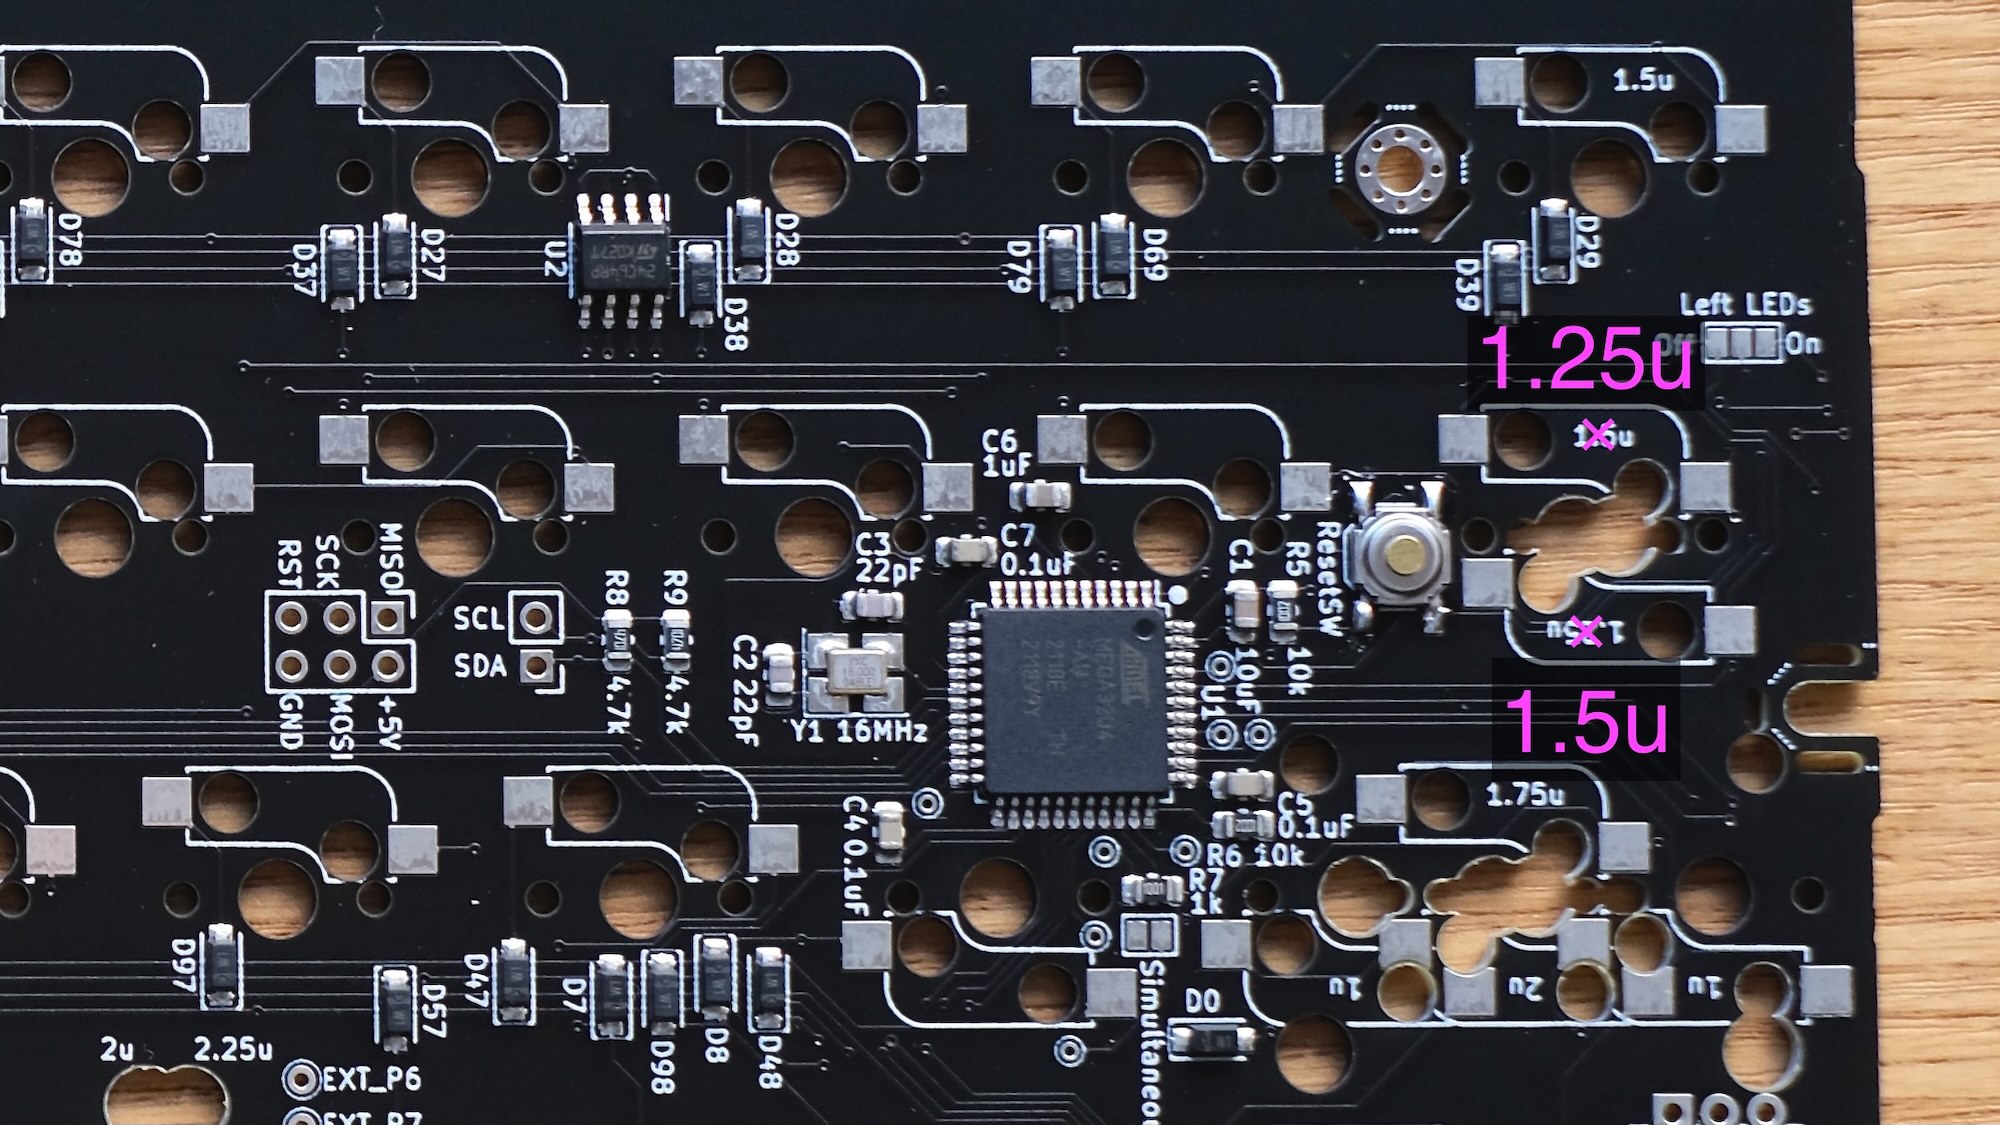 1.5u
D78
D37
D27
U2
24C64RP
K027T
D38
D28
D79
D69
D39
D29
Left LEDs
Off
On
1.25u
C6
1uF
C7
0.1uF
C3
22pF
RST
SCK
MISO
GND
MOSI
+5V
SCL
SDA
R8
4.7k
R9
4.7k
C2 22pF
Y1 16MHz
C1
10uF
R5
10k
ResetSW
U1
1.5u
C4 0.1uF
C5
0.1uF
R6 10k
R7
1k
1.75u
1u
2u
1u
D97
D57
D47
D7
D98
D8
D48
D0
2u
2.25u
EXT_P6